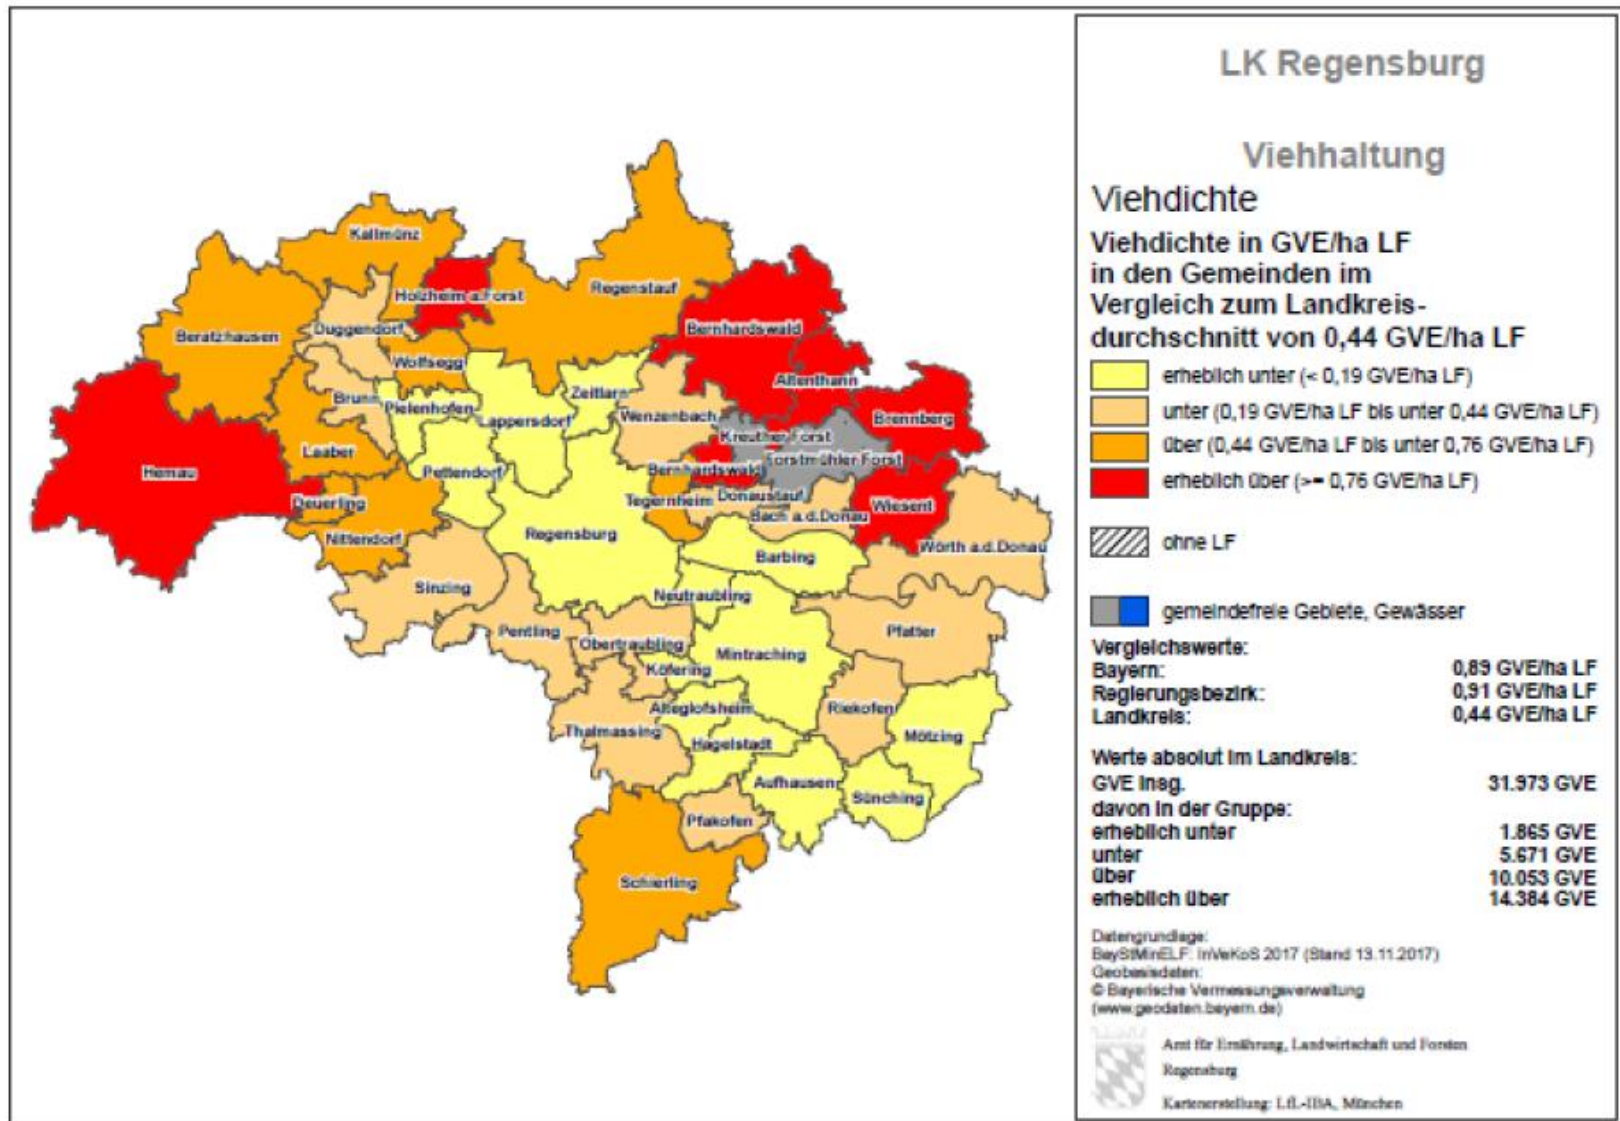 LK Regensburg
Viehhaltung
Viehdichte
Viehdichte in GVE/ha LF
in den Gemeinden im
Vergleich zum Landkreis-
durchschnitt von 0,44 GVE/ha LF
erheblich unter (< 0,19 GVE/ha LF)
unter (0,19 GVE/ha LF bis unter 0,44 GVE/ha LF)
über (0,44 GVE/ha LF bis unter 0,76 GVE/ha LF)
erheblich über (>= 0,76 GVE/ha LF)
ohne LF
gemeindefreie Gebiete, Gewässer
Vergleichswerte:
Bayern: 0,89 GVE/ha LF
Regierungsbezirk: 0,91 GVE/ha LF
Landkreis: 0,44 GVE/ha LF
Werte absolut im Landkreis:
GVE insg. 31.973 GVE
davon in der Gruppe:
erheblich unter 1.865 GVE
unter 5.671 GVE
über 10.053 GVE
erheblich über 14.384 GVE
Datengrundlage:
BayStMinELF: InVeKoS 2017 (Stand 13.11.2017)
Geobasisdaten:
© Bayerische Vermessungsverwaltung
(www.geodaten.bayern.de)
Amt für Ernährung, Landwirtschaft und Forsten
Regensburg
Kartenerstellung: LfL-IBA, München
Kallmünz
Regenstauf
Holzheim a.Forst
Beratzhausen
Duggendorf
Bernhardswald
Wolfsegg
Altenthann
Brunn
Pielenhofen
Zeitlarn
Lappersdorf
Wenzenbach
Brennberg
Kreuther Forst
Laaber
Forstmühler Forst
Hemau
Pettendorf
Bernhardswald
Deuerling
Tegernheim
Donaustauf
Wiesent
Bach a.d.Donau
Nittendorf
Regensburg
Wörth a.d.Donau
Barbing
Sinzing
Neutraubling
Pentling
Pfatter
Obertraubling
Mintraching
Köfering
Alteglofsheim
Riekofen
Thalmassing
Mötzing
Hagelstadt
Aufhausen
Sünching
Pfakofen
Schierling